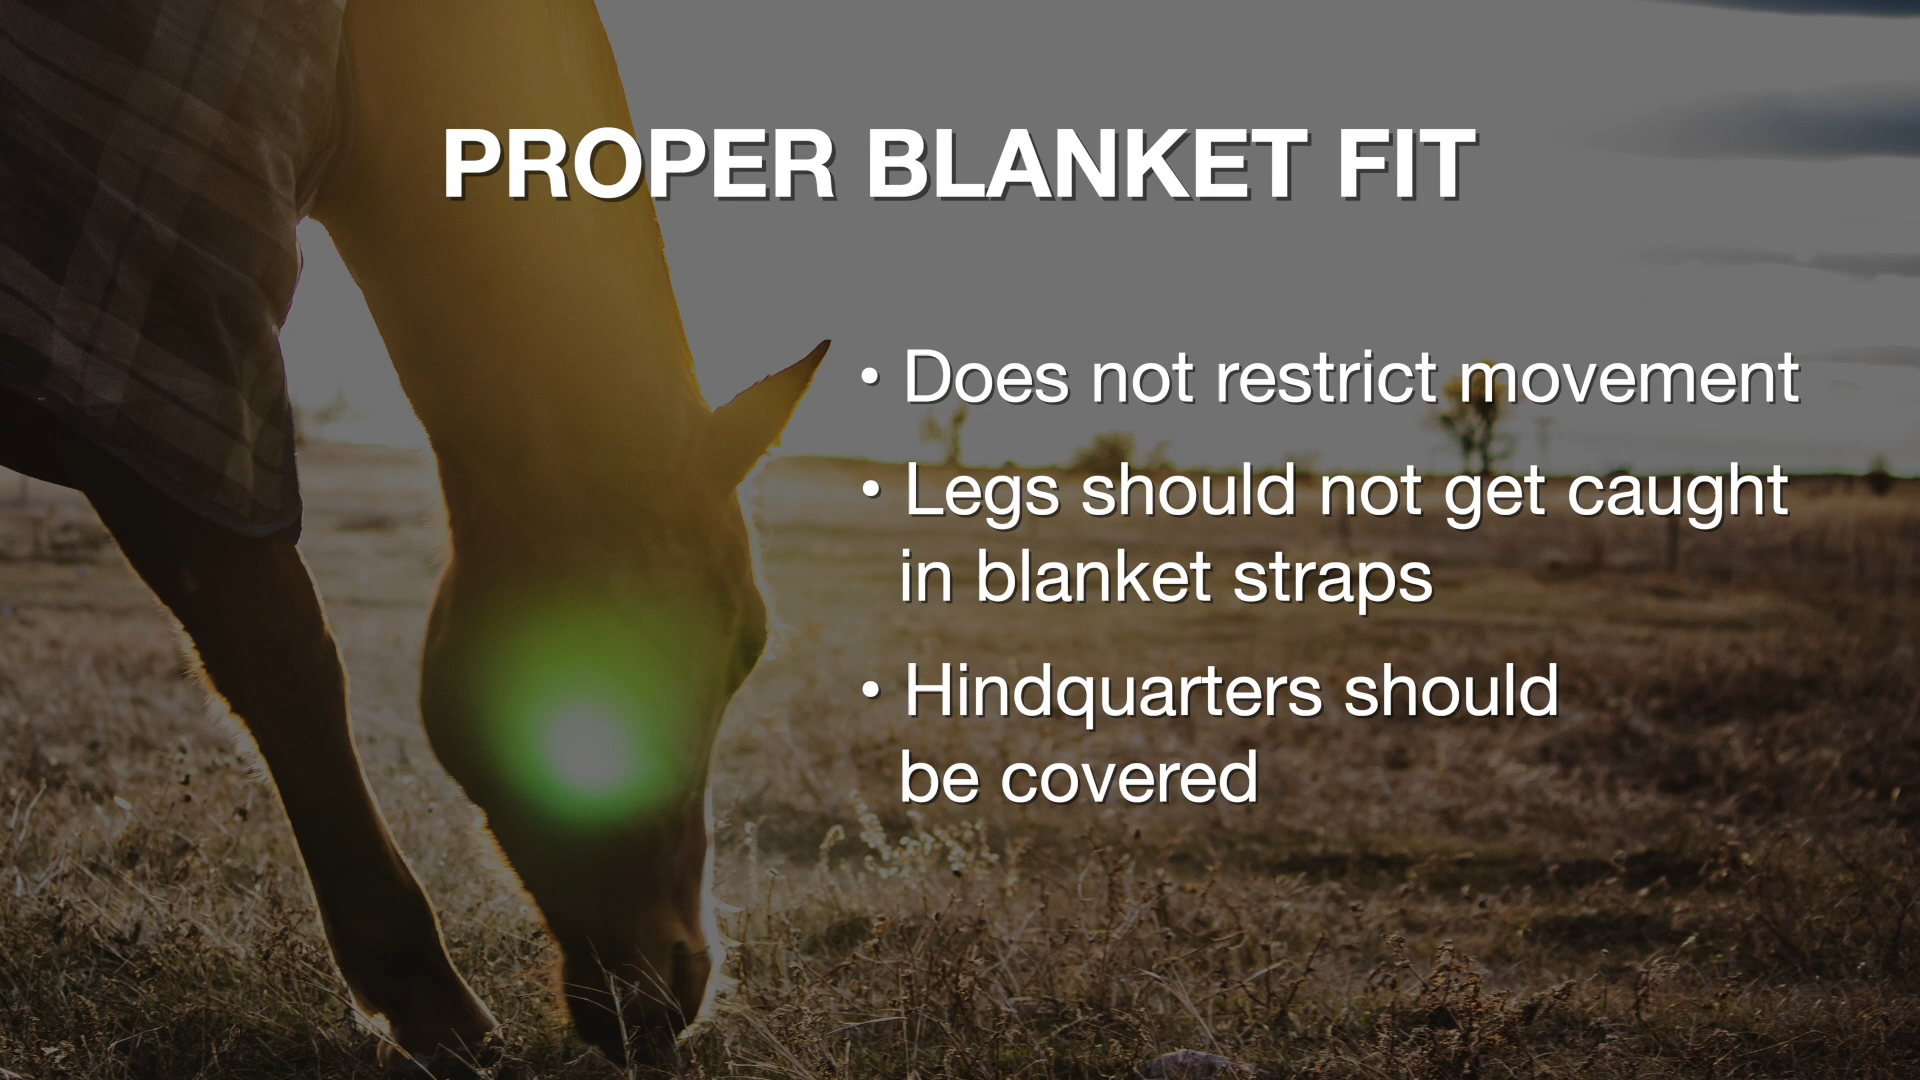 PROPER BLANKET FIT
• Does not restrict movement
• Legs should not get caught
in blanket straps
• Hindquarters should
be covered